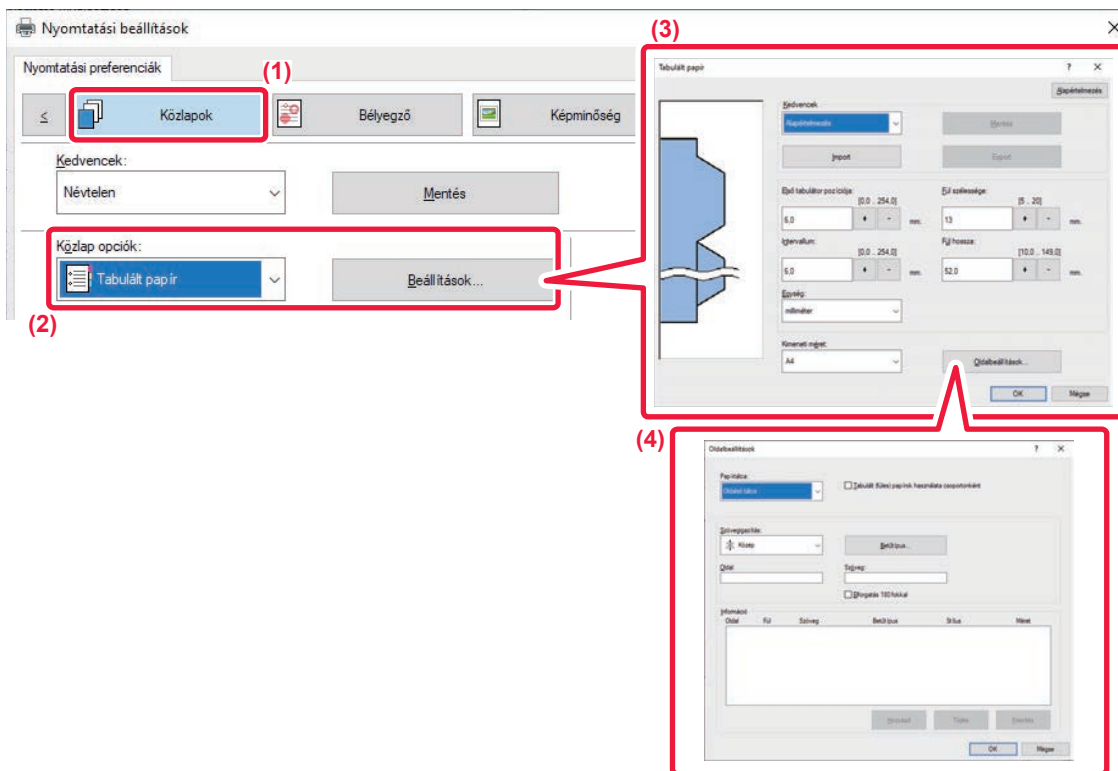 Nyomtatási beállítások
Nyomtatási preferenciák
(1)
≤
Közlapok
Bélyegző
Képminőség
Kedvencek:
Névtelen
Mentés
Közlap opciók:
Tabulált papír
Beállítások...
(2)
(3)
Tabulált papír
?
Alapértelmezés
Kedvencek
Alapértelmezés
Mentés
Import
Export
Első tabulátor pozíciója:
[0,0 .. 254,0]
6,0
+
-
mm.
Fül szélessége:
[5 .. 20]
13
+
-
mm.
Intervallum:
[0,0 .. 254,0]
6,0
+
-
mm.
Fül hossza:
[10,0 .. 149,0]
52,0
+
-
mm.
Egység:
milliméter
Kimeneti méret:
A4
Oldalbeállítások...
OK
Mégse
(4)
Oldalbeállítások
?
Papírtálca:
Oldalsó tálca
Tabulált (füles) papírok használata csoportonként
Szövegigazítás:
Közép
Betűtípus...
Oldal
Szöveg:
Elforgatás 180 fokkal
Információ
Oldal Fül Szöveg Betűtípus Stílus Méret
Hozzáad
Törlés
OK
Mégse